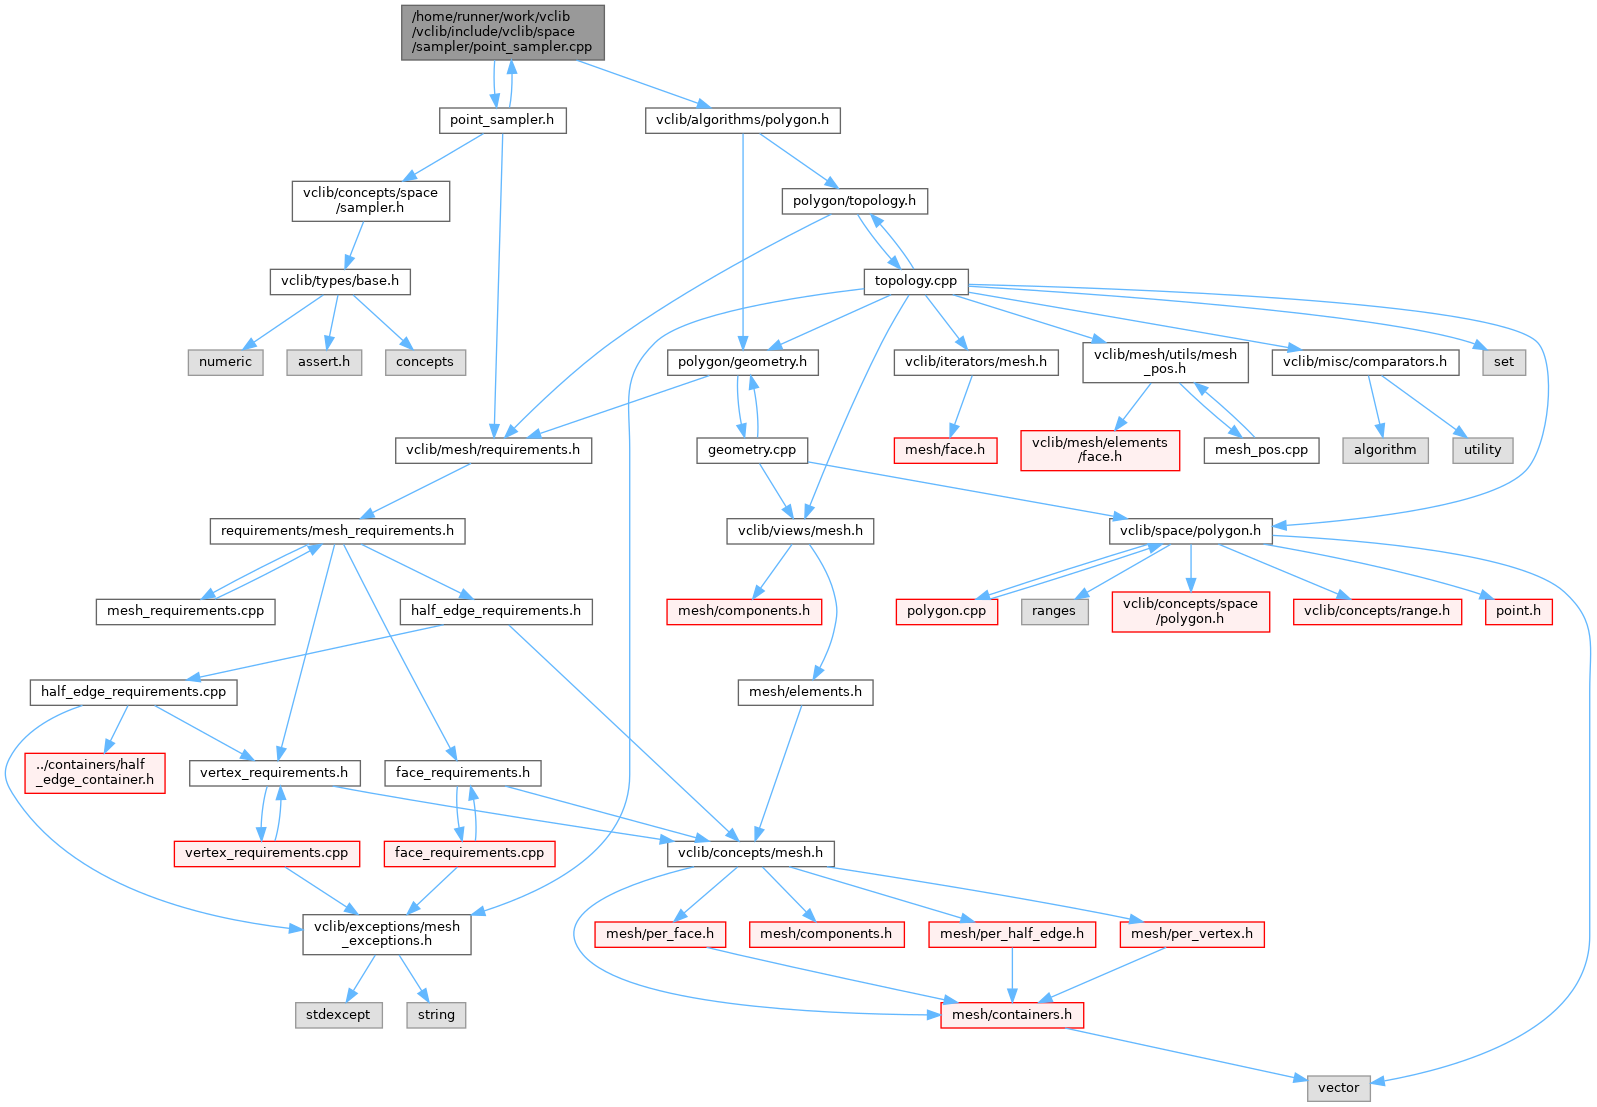 /home/runner/work/vclib
/vclib/include/vclib/space
/sampler/point_sampler.cpp
point_sampler.h
vclib/algorithms/polygon.h
vclib/concepts/space
/sampler.h
polygon/topology.h
vclib/types/base.h
topology.cpp
numeric
assert.h
concepts
polygon/geometry.h
vclib/iterators/mesh.h
vclib/mesh/utils/mesh
_pos.h
vclib/misc/comparators.h
set
vclib/mesh/requirements.h
geometry.cpp
mesh/face.h
vclib/mesh/elements
/face.h
mesh_pos.cpp
algorithm
utility
requirements/mesh_requirements.h
vclib/views/mesh.h
vclib/space/polygon.h
mesh_requirements.cpp
half_edge_requirements.h
mesh/components.h
polygon.cpp
ranges
vclib/concepts/space
/polygon.h
vclib/concepts/range.h
point.h
half_edge_requirements.cpp
mesh/elements.h
../containers/half
_edge_container.h
vertex_requirements.h
face_requirements.h
vertex_requirements.cpp
face_requirements.cpp
vclib/concepts/mesh.h
vclib/exceptions/mesh
_exceptions.h
mesh/per_face.h
mesh/components.h
mesh/per_half_edge.h
mesh/per_vertex.h
stdexcept
string
mesh/containers.h
vector